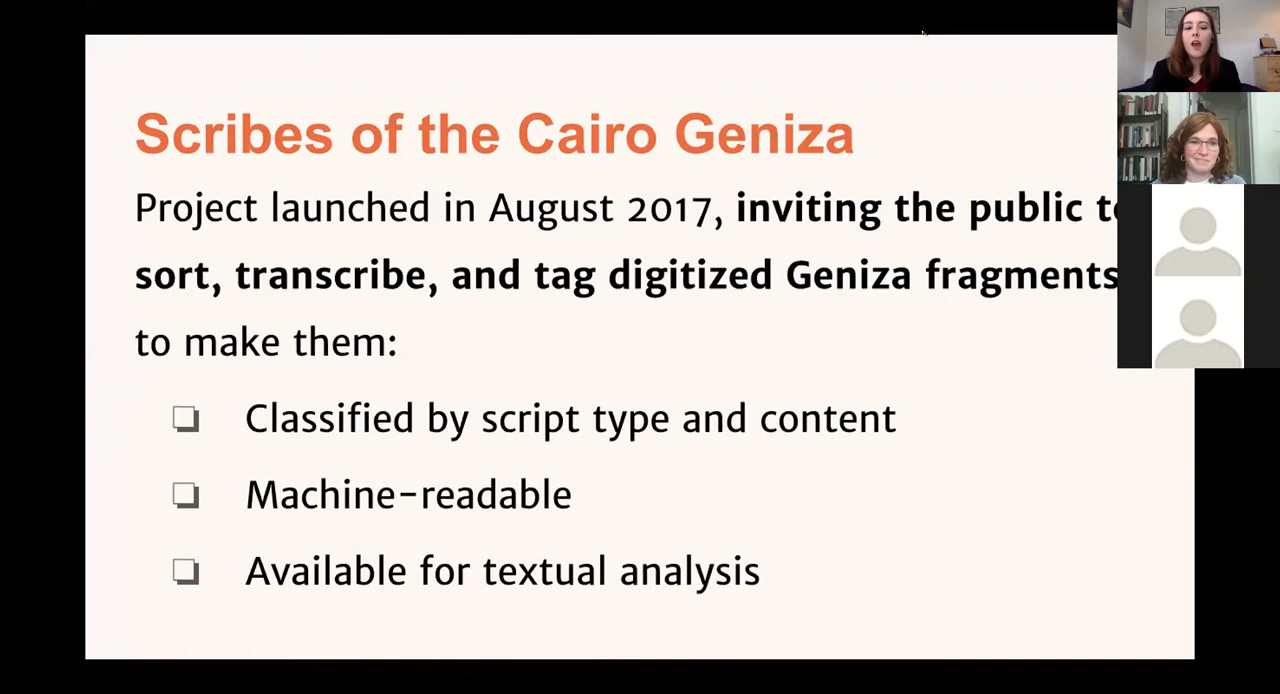 Scribes of the Cairo Geniza
Project launched in August 2017, inviting the public
sort, transcribe, and tag digitized Geniza fragments
to make them:
❏ Classified by script type and content
❏ Machine-readable
❏ Available for textual analysis